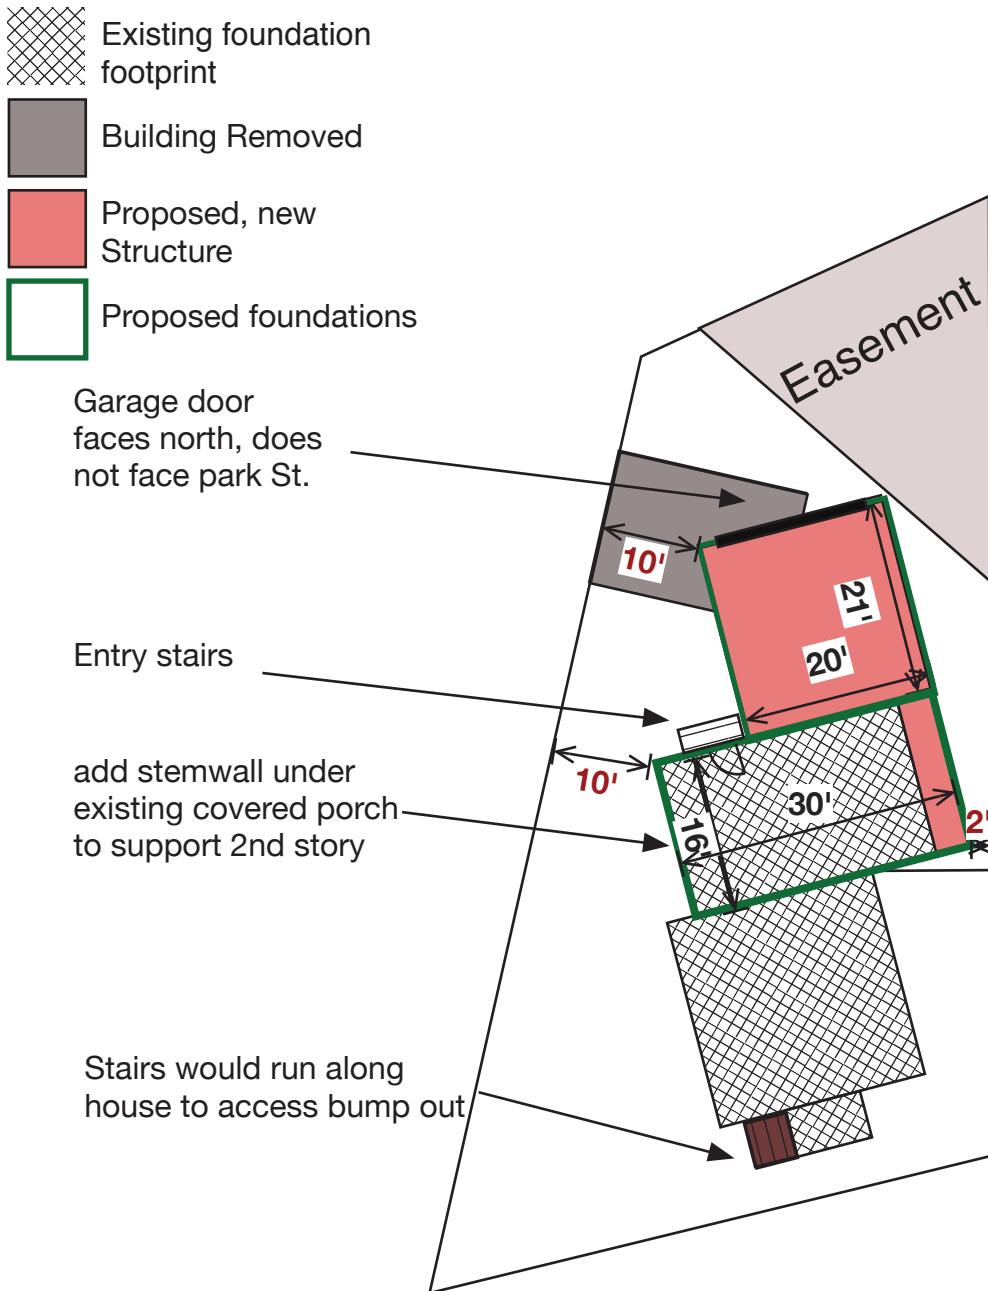 Existing foundation
footprint
Building Removed
Proposed, new
Structure
Proposed foundations
Easement
Garage door
faces north, does
not face park St.
10'
21'
20'
Entry stairs
10'
add stemwall under
existing covered porch
to support 2nd story
30'
16'
2'
Stairs would run along
house to access bump out